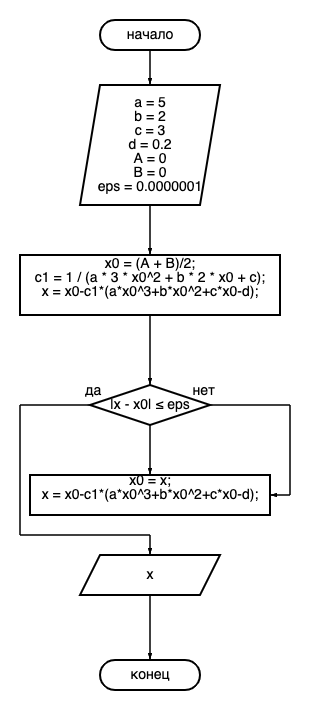 начало
a = 5
b = 2
c = 3
d = 0.2
A = 0
B = 0
eps = 0.0000001
x0 = (A + B)/2;
c1 = 1 / (a * 3 * x0^2 + b * 2 * x0 + c);
x = x0-c1*(a*x0^3+b*x0^2+c*x0-d);
да
нет
|x - x0| ≤ eps
x0 = x;
x = x0-c1*(a*x0^3+b*x0^2+c*x0-d);
x
конец